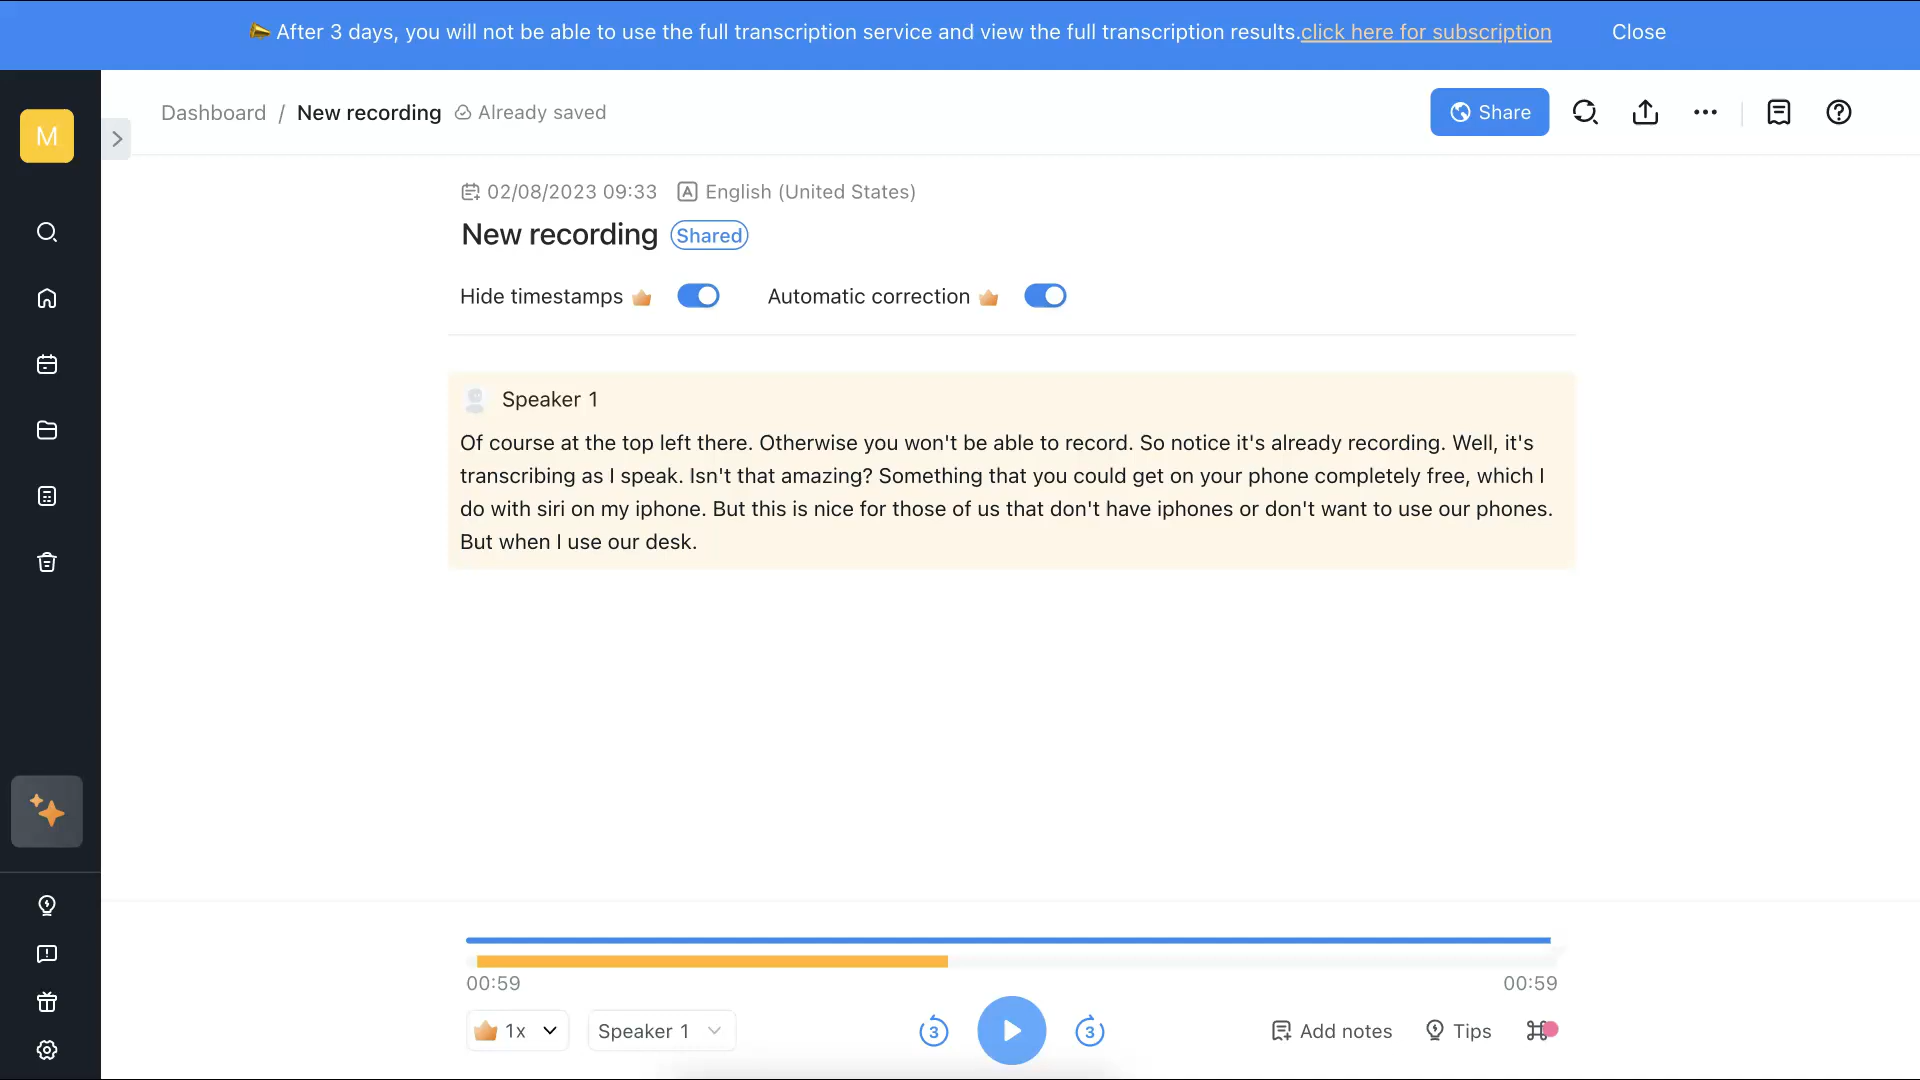 After 3 days, you will not be able to use the full transcription service and view the full transcription results.click here for subscription Close
M
Dashboard / New recording Already saved Share
02/08/2023 09:33 English (United States)
New recording Shared
Hide timestamps Automatic correction
Speaker 1
Of course at the top left there. Otherwise you won't be able to record. So notice it's already recording. Well, it's
transcribing as I speak. Isn't that amazing? Something that you could get on your phone completely free, which I
do with siri on my iphone. But this is nice for those of us that don't have iphones or don't want to use our phones.
But when I use our desk.
00:59 00:59
1x Speaker 1 3 3 Add notes Tips